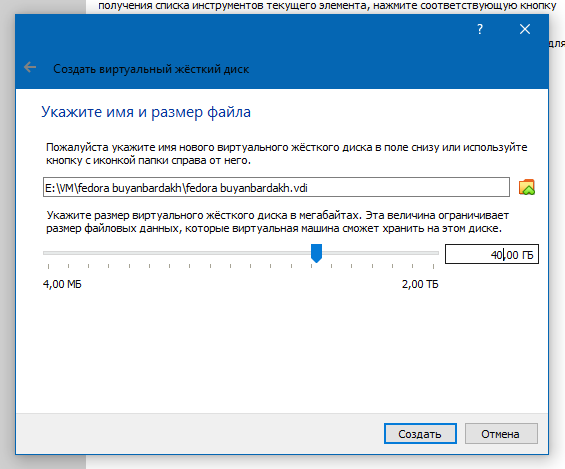 получения списка инструментов текущего элемента, нажмите соответствующую кнопку
?
для
Создать виртуальный жёсткий диск
Укажите имя и размер файла
Пожалуйста укажите имя нового виртуального жёсткого диска в поле снизу или используйте
кнопку с иконкой папки справа от него.
E:\VM\fedora buyanbardakh\fedora buyanbardakh.vdi
Укажите размер виртуального жёсткого диска в мегабайтах. Эта величина ограничивает
размер файловых данных, которые виртуальная машина сможет хранить на этом диске.
40,00 ГБ
4,00 МБ
2,00 ТБ
Создать
Отмена